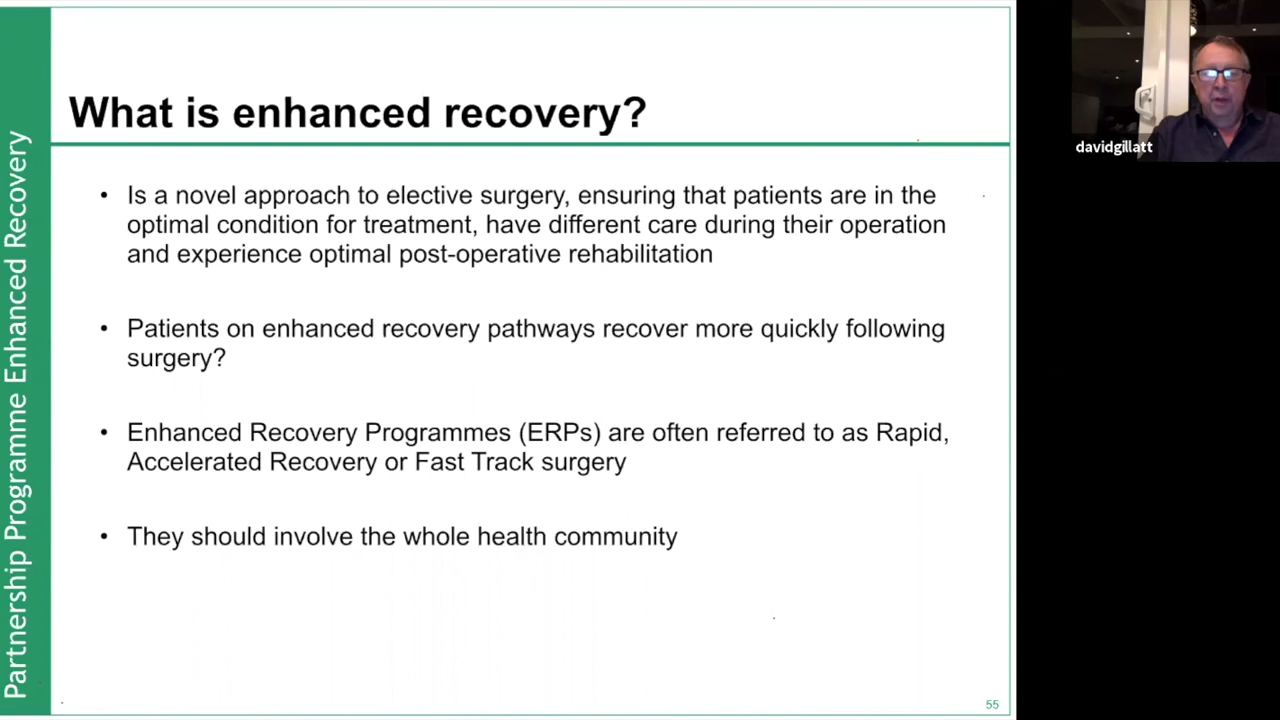 Partnership Programme Enhanced Recovery
What is enhanced recovery?
• Is a novel approach to elective surgery, ensuring that patients are in the
optimal condition for treatment, have different care during their operation
and experience optimal post-operative rehabilitation
• Patients on enhanced recovery pathways recover more quickly following
surgery?
• Enhanced Recovery Programmes (ERPs) are often referred to as Rapid,
Accelerated Recovery or Fast Track surgery
• They should involve the whole health community
55
davidgillatt